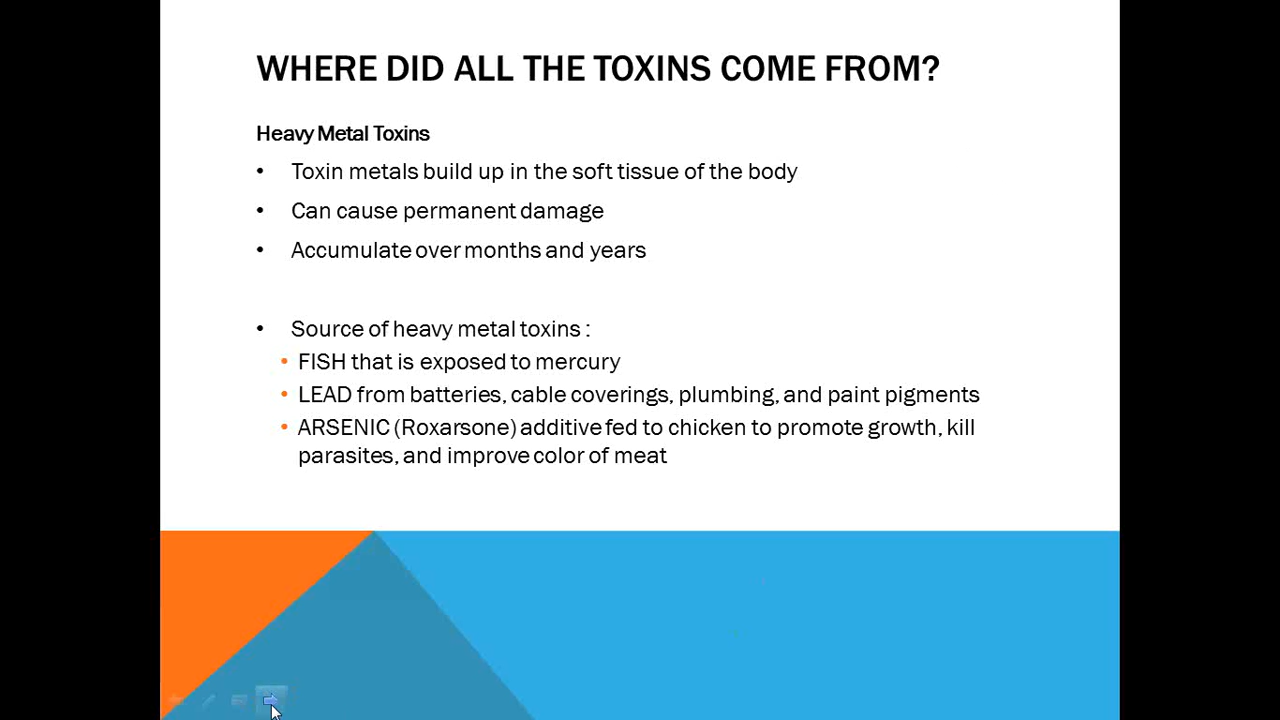 WHERE DID ALL THE TOXINS COME FROM?
Heavy Metal Toxins
• Toxin metals build up in the soft tissue of the body
• Can cause permanent damage
• Accumulate over months and years
• Source of heavy metal toxins :
• FISH that is exposed to mercury
• LEAD from batteries, cable coverings, plumbing, and paint pigments
• ARSENIC (Roxarsone) additive fed to chicken to promote growth, kill
parasites, and improve color of meat